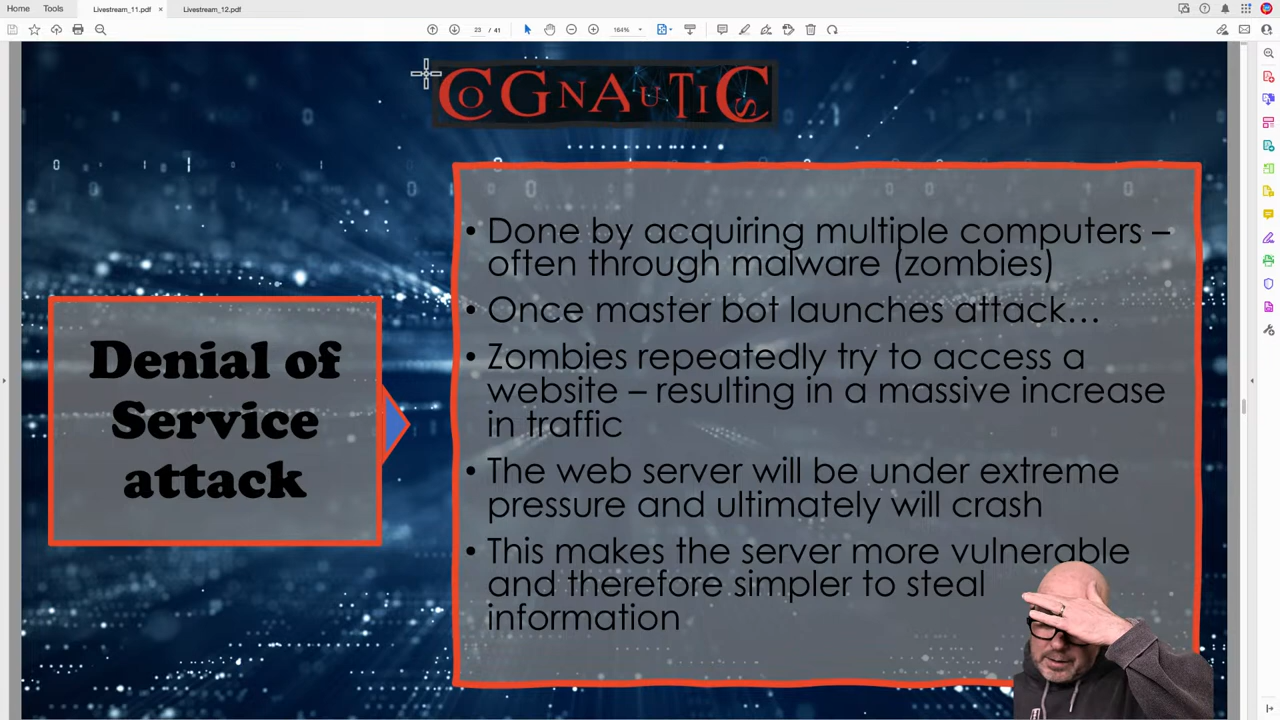 Home
Tools
Livestream_11.pdf ×
Livestream_12.pdf
23 / 41
164%
COGNAUTICS
Denial of
Service
attack
• Done by acquiring multiple computers –
often through malware (zombies)
• Once master bot launches attack…
• Zombies repeatedly try to access a
website – resulting in a massive increase
in traffic
• The web server will be under extreme
pressure and ultimately will crash
• This makes the server more vulnerable
and therefore simpler to steal
information